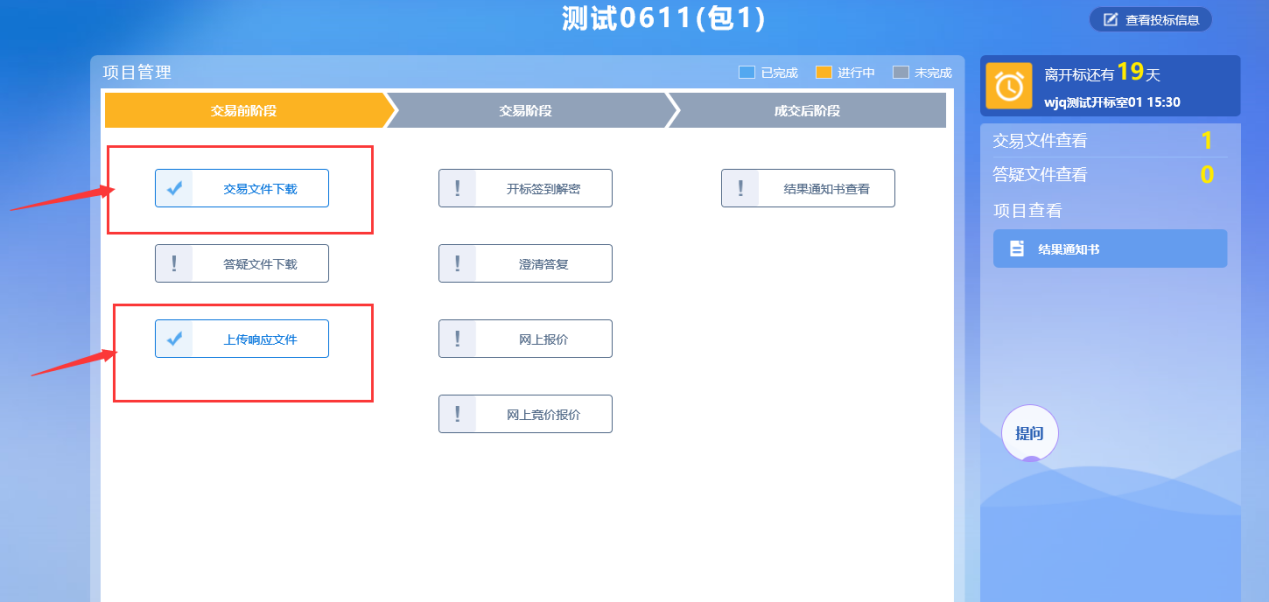 测试0611(包1)
查看投标信息
项目管理
已完成
进行中
未完成
交易前阶段
交易阶段
成交后阶段
交易文件下载
开标签到解密
结果通知书查看
答疑文件下载
澄清答复
上传响应文件
网上报价
网上竞价报价
离开标还有19天
wjq测试开标室01 15:30
交易文件查看 1
答疑文件查看 0
项目查看
结果通知书
提问